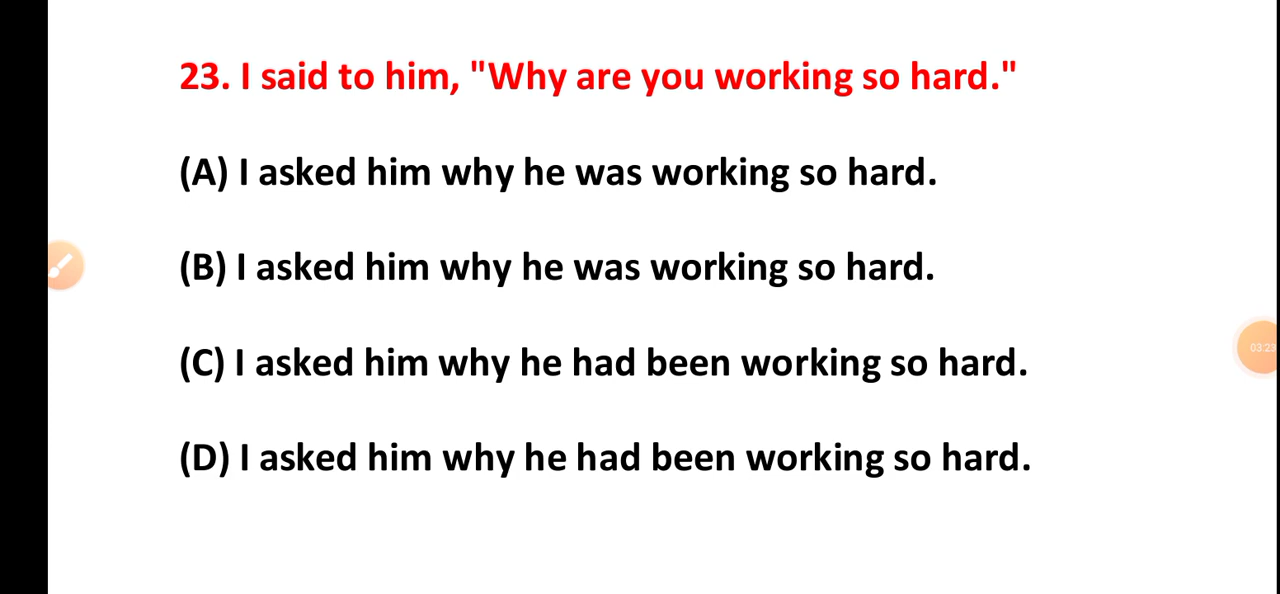 23. I said to him, "Why are you working so hard."
(A) I asked him why he was working so hard.
(B) I asked him why he was working so hard.
(C) I asked him why he had been working so hard.
(D) I asked him why he had been working so hard.
03:23